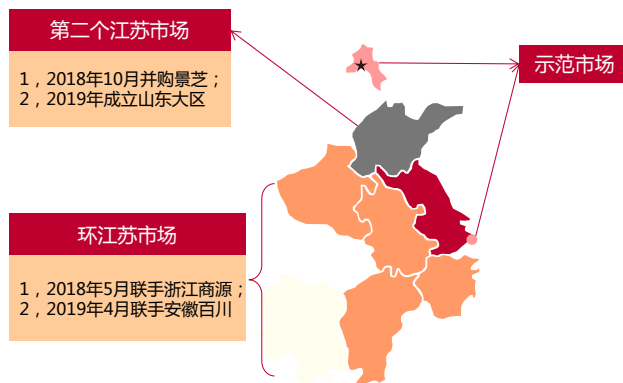 第二个江苏市场
1，2018年10月并购景芝；
2，2019年成立山东大区
示范市场
环江苏市场
1，2018年5月联手浙江商源；
2，2019年4月联手安徽百川